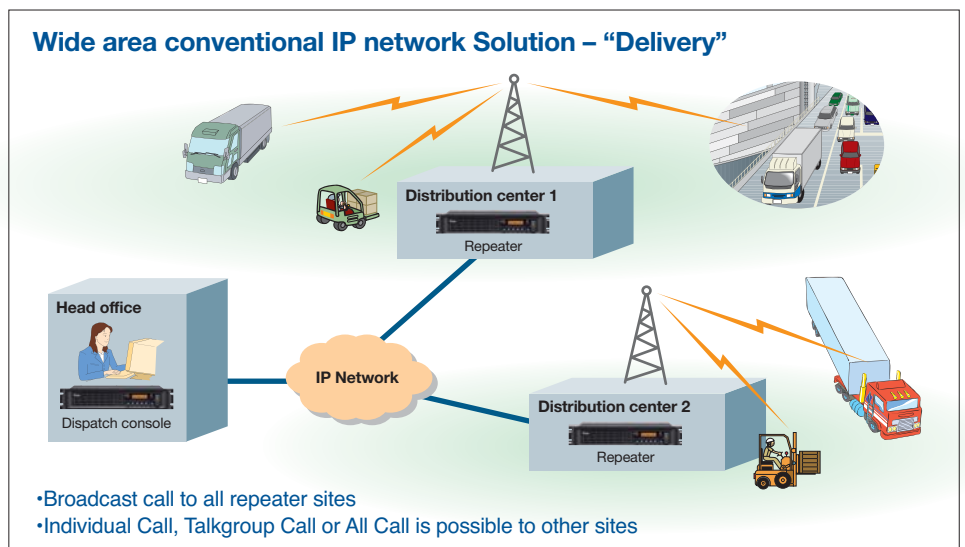 Wide area conventional IP network Solution – “Delivery”
Distribution center 1
Repeater
Head office
Dispatch console
IP Network
Distribution center 2
Repeater
•Broadcast call to all repeater sites
•Individual Call, Talkgroup Call or All Call is possible to other sites